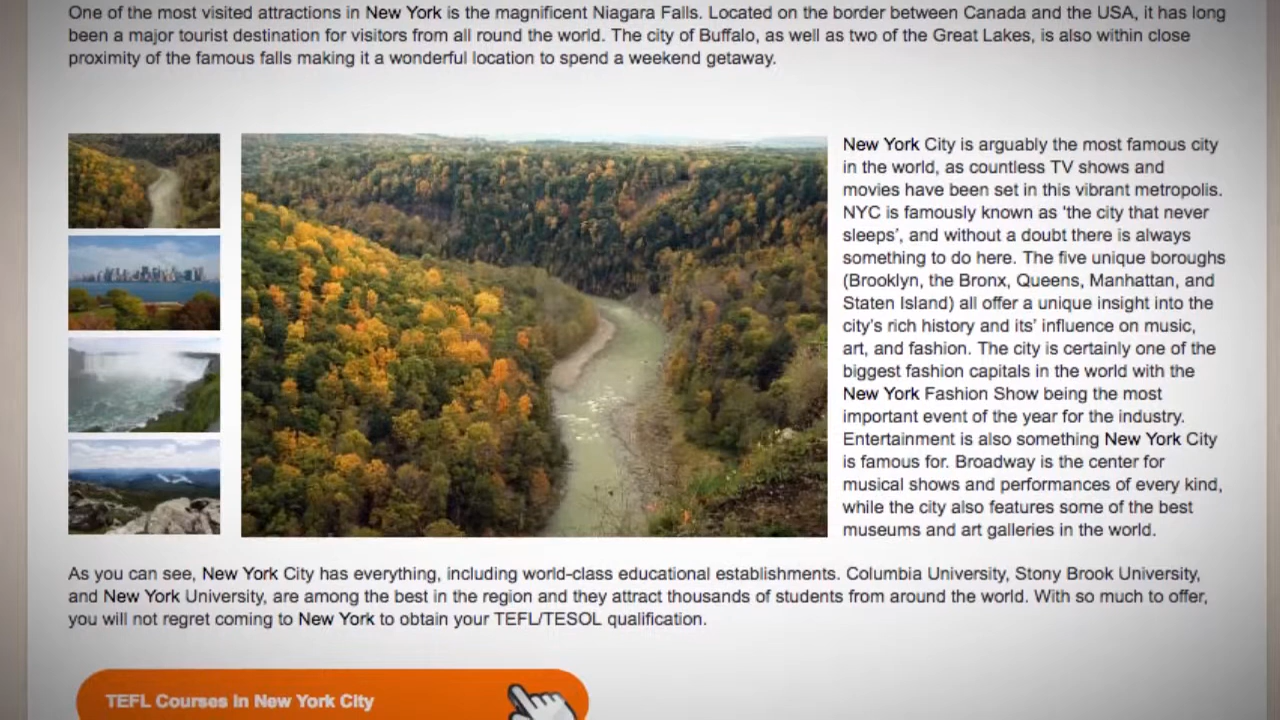 One of the most visited attractions in New York is the magnificent Niagara Falls. Located on the border between Canada and the USA, it has long
been a major tourist destination for visitors from all round the world. The city of Buffalo, as well as two of the Great Lakes, is also within close
proximity of the famous falls making it a wonderful location to spend a weekend getaway.
New York City is arguably the most famous city
in the world, as countless TV shows and
movies have been set in this vibrant metropolis.
NYC is famously known as 'the city that never
sleeps', and without a doubt there is always
something to do here. The five unique boroughs
(Brooklyn, the Bronx, Queens, Manhattan, and
Staten Island) all offer a unique insight into the
city's rich history and its' influence on music,
art, and fashion. The city is certainly one of the
biggest fashion capitals in the world with the
New York Fashion Show being the most
important event of the year for the industry.
Entertainment is also something New York City
is famous for. Broadway is the center for
musical shows and performances of every kind,
while the city also features some of the best
museums and art galleries in the world.
As you can see, New York City has everything, including world-class educational establishments. Columbia University, Stony Brook University,
and New York University, are among the best in the region and they attract thousands of students from around the world. With so much to offer,
you will not regret coming to New York to obtain your TEFL/TESOL qualification.
TEFL Courses In New York City